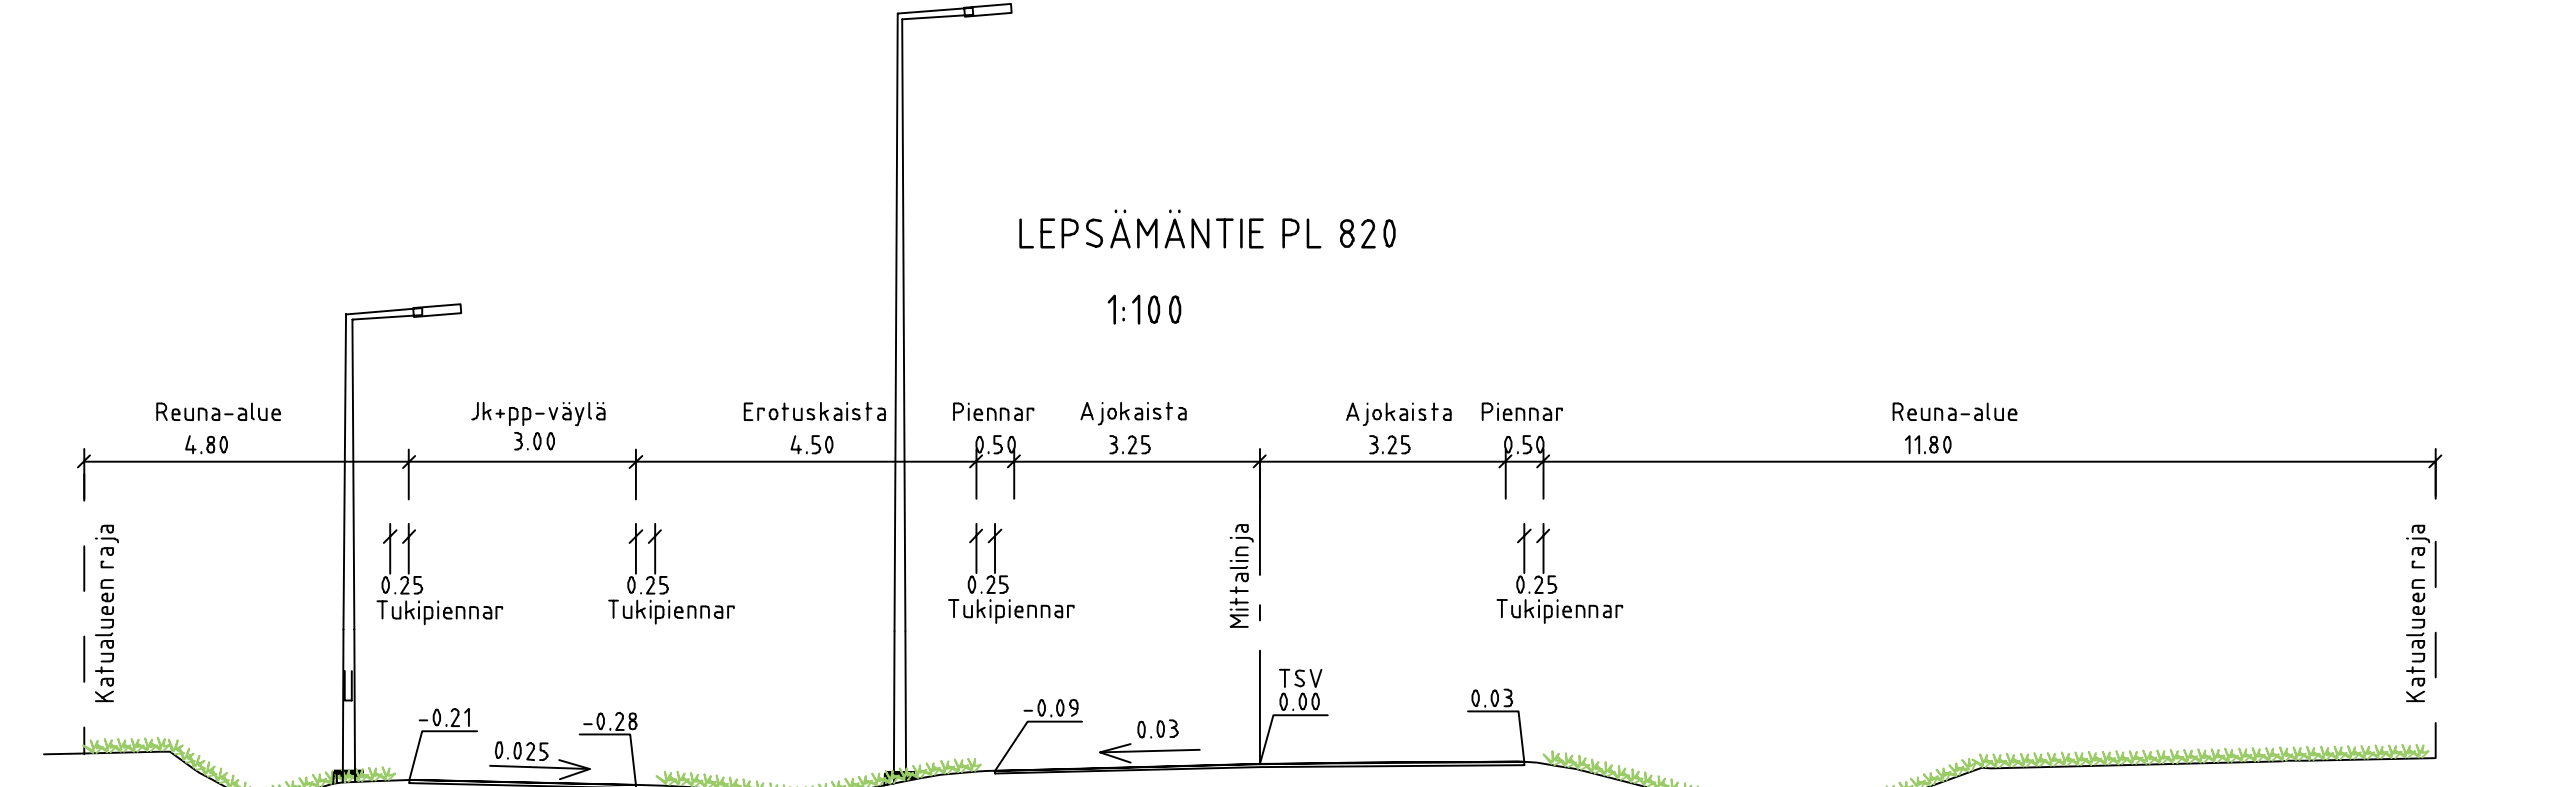 LEPSÄMÄNTIE PL 820
1:100
Reuna-alue
4.80
Jk+pp-väylä
3.00
Erotuskaista
4.50
Piennar
0.50
Ajokaista
3.25
Ajokaista
3.25
Piennar
0.50
Reuna-alue
11.80
Katualueen raja
0.25
Tukipiennar
0.25
Tukipiennar
0.25
Tukipiennar
Mittalinja
0.25
Tukipiennar
Katualueen raja
-0.21
0.025
-0.28
-0.09
0.03
TSV
0.00
0.03